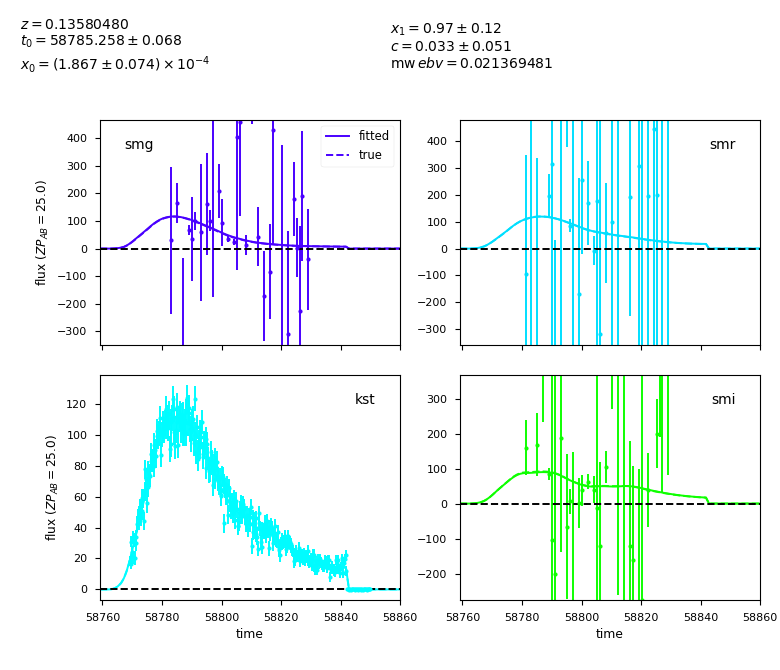 z = 0.13580480
t₀ = 58785.258 ± 0.068
x₀ = (1.867 ± 0.074) × 10⁻⁴
x₁ = 0.97 ± 0.12
c = 0.033 ± 0.051
mw ebv = 0.021369481
smg
fitted
true
flux (ZP_AB = 25.0)
400
300
200
100
0
−100
−200
−300
smr
400
300
200
100
0
−100
−200
−300
kst
flux (ZP_AB = 25.0)
120
100
80
60
40
20
0
58760 58780 58800 58820 58840 58860
time
smi
300
200
100
0
−100
−200
58760 58780 58800 58820 58840 58860
time